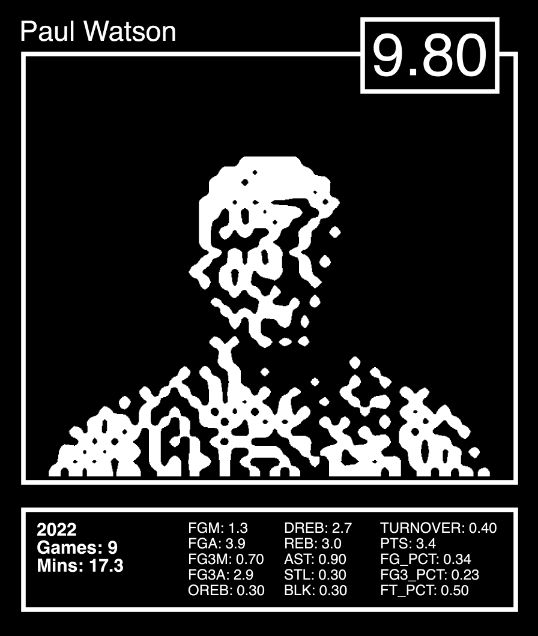 Paul Watson
9.80
2022
Games: 9
Mins: 17.3
FGM: 1.3
FGA: 3.9
FG3M: 0.70
FG3A: 2.9
OREB: 0.30
DREB: 2.7
REB: 3.0
AST: 0.90
STL: 0.30
BLK: 0.30
TURNOVER: 0.40
PTS: 3.4
FG_PCT: 0.34
FG3_PCT: 0.23
FT_PCT: 0.50